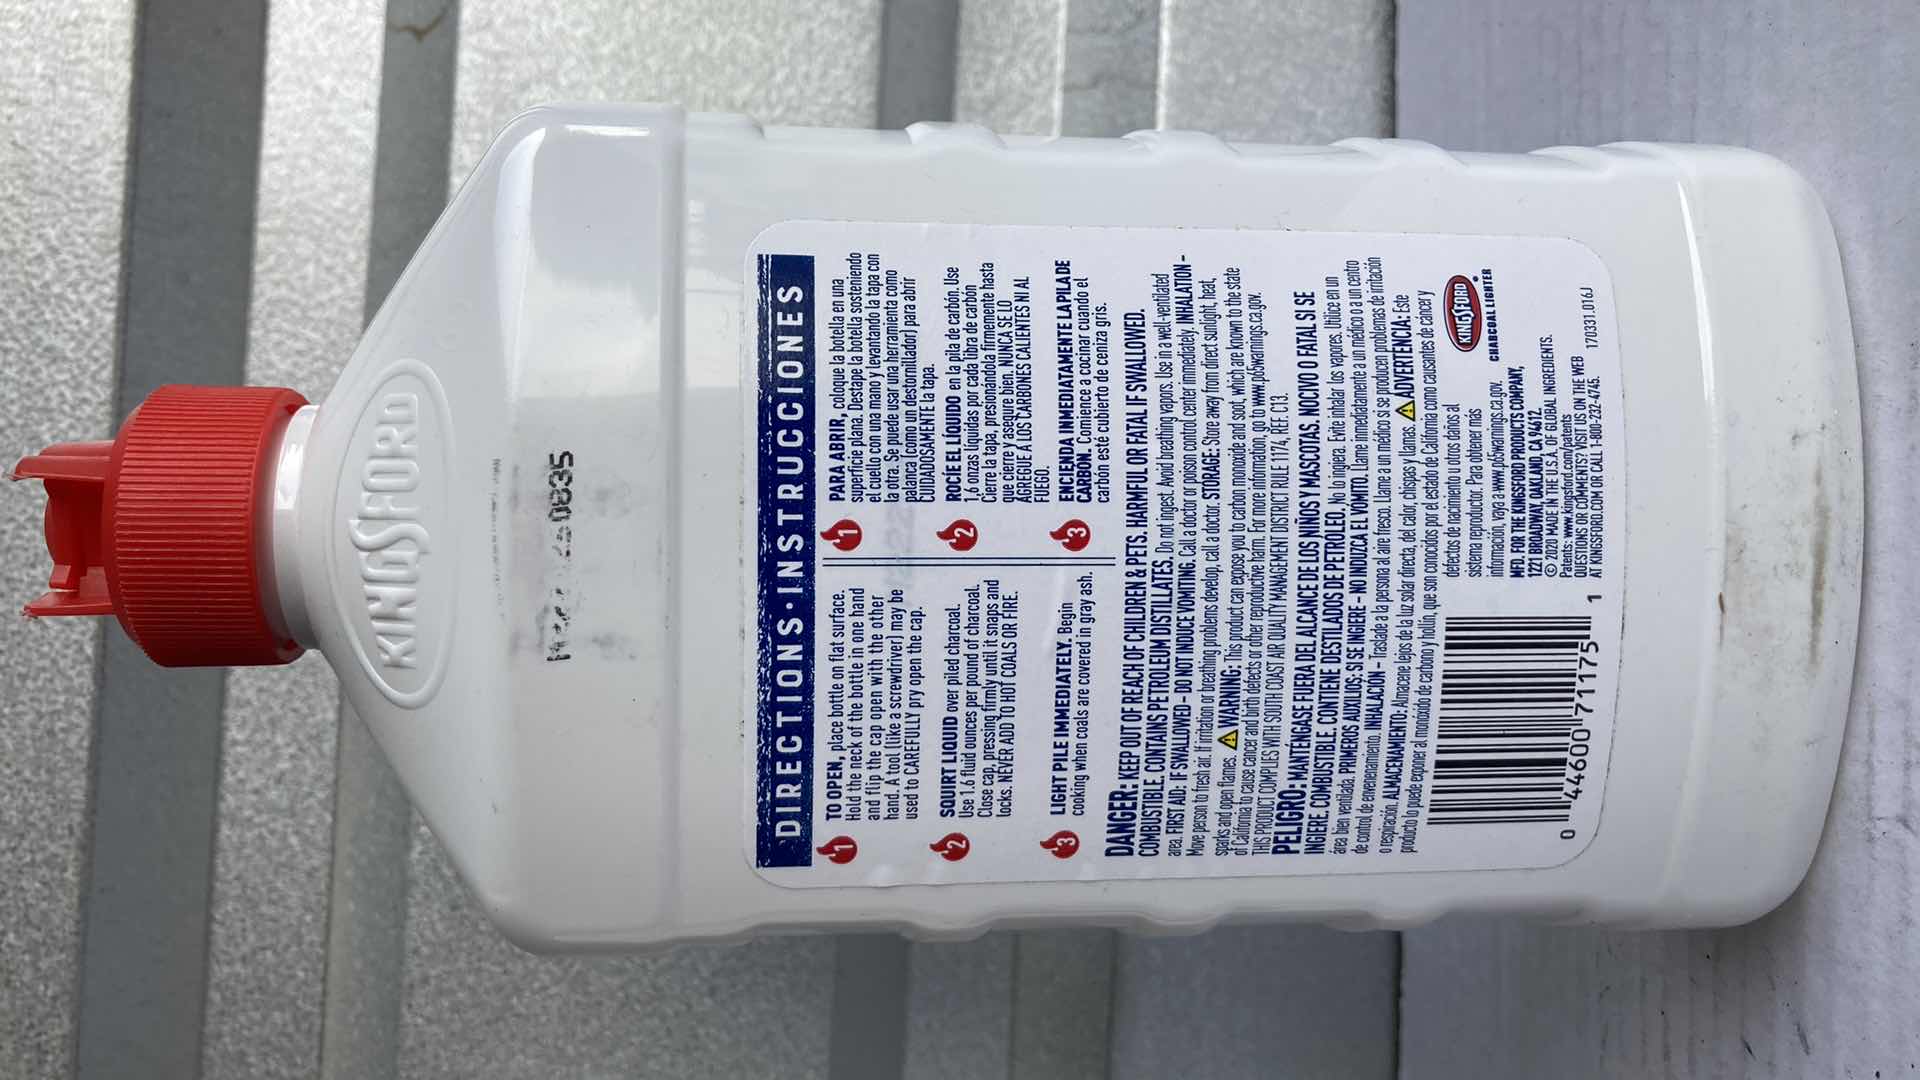 KINGSFORD
0835
DIRECTIONS · INSTRUCCIONES
1
TO OPEN, place bottle on flat surface.
Hold the neck of the bottle in one hand
and flip the cap open with the other
hand. A tool (like a screwdriver) may be
used to CAREFULLY pry open the cap.
2
SQUIRT LIQUID over piled charcoal.
Use 1.6 fluid ounces per pound of charcoal.
Close cap, pressing firmly until it snaps and
locks. NEVER ADD TO HOT COALS OR FIRE.
3
LIGHT PILE IMMEDIATELY. Begin
cooking when coals are covered in gray ash.
1
PARA ABRIR, coloque la botella en una
superficie plana. Destape la botella sosteniendo
el cuello con una mano y levantando la tapa con
la otra. Se puede usar una herramienta como
palanca (como un destornillador) para abrir
CUIDADOSAMENTE la tapa.
2
ROCÍE EL LÍQUIDO en la pila de carbón. Use
1,6 onzas líquidas por cada libra de carbón
Cierre la tapa, presionándola firmemente hasta
que cierre y asegure bien. NUNCA SE LO
AGREGUE A LOS CARBONES CALIENTES NI AL
FUEGO.
3
ENCIENDA INMEDIATAMENTE LA PILA DE
CARBÓN. Comience a cocinar cuando el
carbón esté cubierto de ceniza gris.
DANGER: KEEP OUT OF REACH OF CHILDREN & PETS. HARMFUL OR FATAL IF SWALLOWED.
COMBUSTIBLE. CONTAINS PETROLEUM DISTILLATES. Do not ingest. Avoid breathing vapors. Use in a well-ventilated
area. FIRST AID: IF SWALLOWED – DO NOT INDUCE VOMITING. Call a doctor or poison control center immediately. INHALATION –
Move person to fresh air. If irritation or breathing problems develop, call a doctor. STORAGE: Store away from direct sunlight, heat,
sparks and open flames. ⚠ WARNING: This product can expose you to carbon monoxide and soot, which are known to the state
of California to cause cancer and birth defects or other reproductive harm. For more information, go to www.p65warnings.ca.gov.
THIS PRODUCT COMPLIES WITH SOUTH COAST AIR QUALITY MANAGEMENT DISTRICT RULE 1174, REF. C13.
PELIGRO: MANTÉNGASE FUERA DEL ALCANCE DE LOS NIÑOS Y MASCOTAS. NOCIVO O FATAL SI SE
INGIERE. COMBUSTIBLE. CONTIENE DESTILADOS DE PETRÓLEO. No lo ingiera. Evite inhalar los vapores. Utilice en un
área bien ventilada. PRIMEROS AUXILIOS: SI SE INGIERE – NO INDUZCA EL VÓMITO. Llame inmediatamente a un médico o a un centro
de control de envenenamiento. INHALACIÓN – Traslade a la persona al aire fresco. Llame a un médico si se producen problemas de irritación
o respiración. ALMACENAMIENTO: Almacene lejos de la luz solar directa, del calor, chispas y llamas. ⚠ ADVERTENCIA: Este
producto lo puede exponer al monóxido de carbono y hollín, que son conocidos por el estado de California como causantes de cáncer y
defectos de nacimiento u otros daños al
sistema reproductor. Para obtener más
información, vaya a www.p65warnings.ca.gov.
KINGSFORD®
CHARCOAL LIGHTER
MFD. FOR THE KINGSFORD PRODUCTS COMPANY,
1221 BROADWAY, OAKLAND, CA 94612.
© 2020 MADE IN THE U.S.A. OF GLOBAL INGREDIENTS.
Patents: www.kingsford.com/patents
QUESTIONS OR COMMENTS? VISIT US ON THE WEB
AT KINGSFORD.COM OR CALL 1-800-232-4745.
170331.016J
0 44600 71175 1